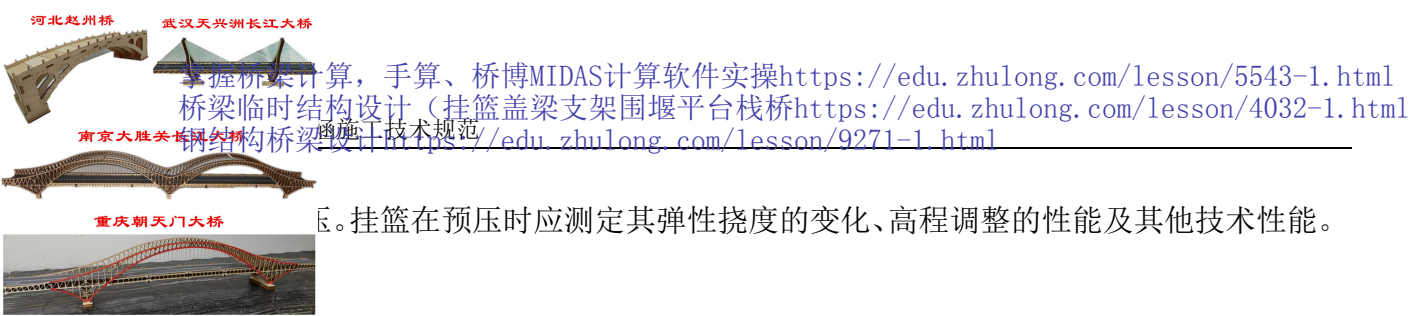 河北赵州桥
武汉天兴洲长江大桥
掌握桥梁计算，手算、桥博MIDAS计算软件实操https://edu.zhulong.com/lesson/5543-1.html
桥梁临时结构设计（挂篮盖梁支架围堰平台栈桥https://edu.zhulong.com/lesson/4032-1.html
南京大胜关长江大桥
涵施工技术规范
钢结构桥梁设计https://edu.zhulong.com/lesson/9271-1.html
重庆朝天门大桥
压。挂篮在预压时应测定其弹性挠度的变化、高程调整的性能及其他技术性能。